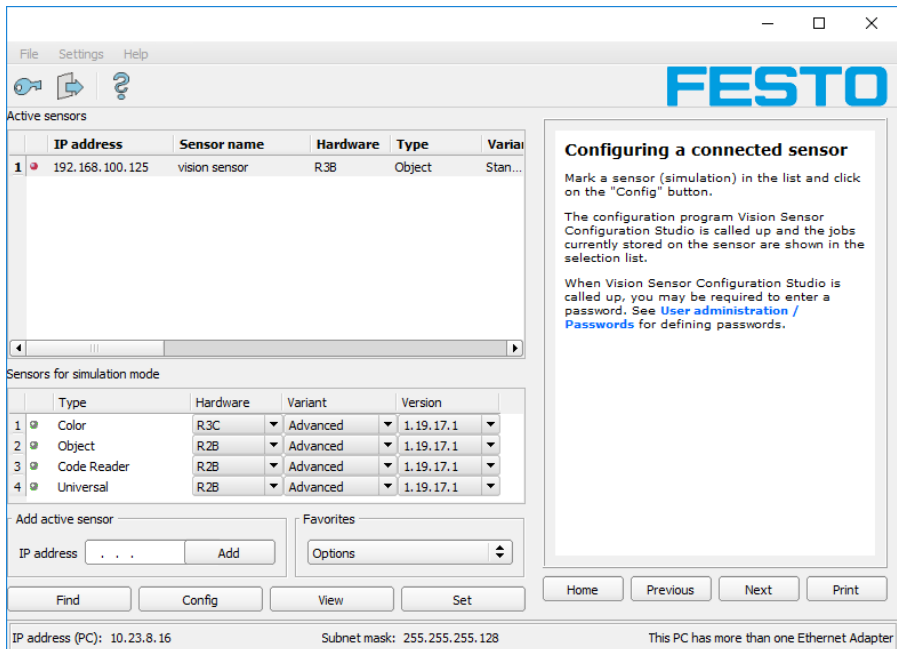 File Settings Help
FESTO
Active sensors
IP address Sensor name Hardware Type Varia
1 192.168.100.125 vision sensor R3B Object Stan...
Configuring a connected sensor
Mark a sensor (simulation) in the list and click
on the "Config" button.
The configuration program Vision Sensor
Configuration Studio is called up and the jobs
currently stored on the sensor are shown in the
selection list.
When Vision Sensor Configuration Studio is
called up, you may be required to enter a
password. See User administration /
Passwords for defining passwords.
Sensors for simulation mode
Type Hardware Variant Version
1 Color R3C Advanced 1.19.17.1
2 Object R2B Advanced 1.19.17.1
3 Code Reader R2B Advanced 1.19.17.1
4 Universal R2B Advanced 1.19.17.1
Add active sensor Favorites
IP address . . . Add Options
Find Config View Set
Home Previous Next Print
IP address (PC): 10.23.8.16 Subnet mask: 255.255.255.128 This PC has more than one Ethernet Adapter